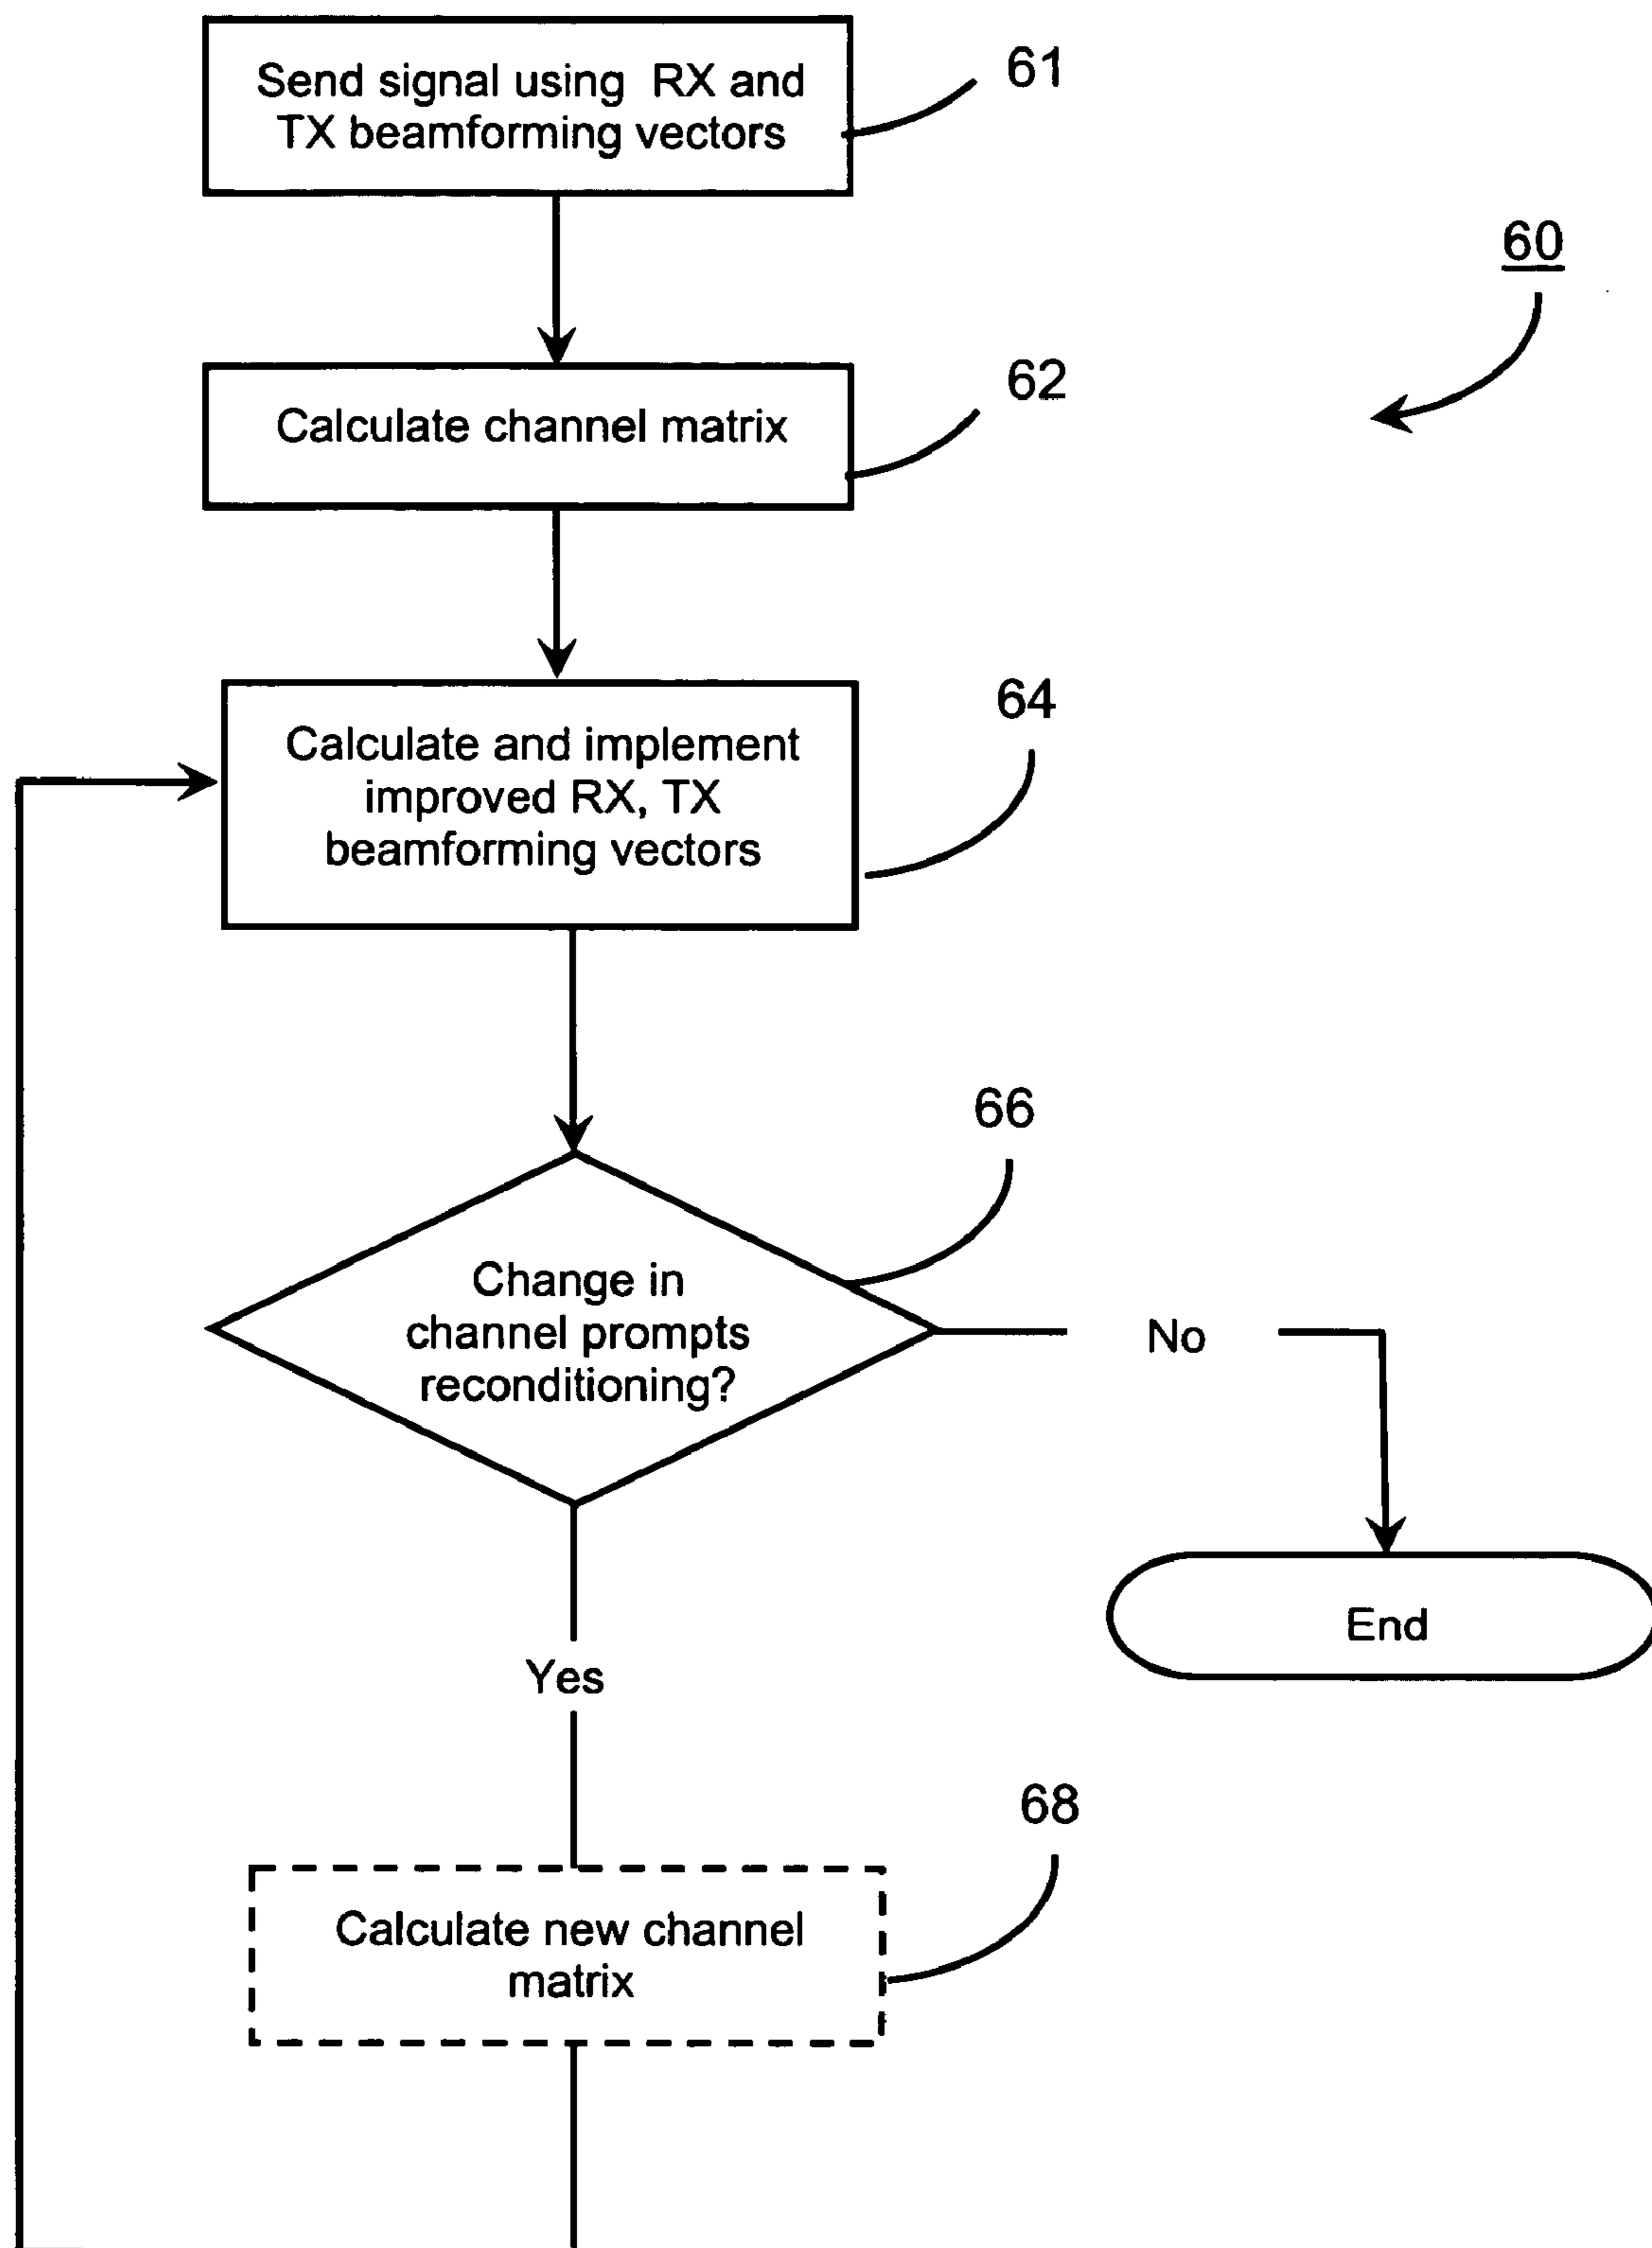 Send signal using RX and
TX beamforming vectors
61
60
Calculate channel matrix
62
Calculate and implement
improved RX, TX
beamforming vectors
64
Change in
channel prompts
reconditioning?
66
No
End
Yes
Calculate new channel
matrix
68